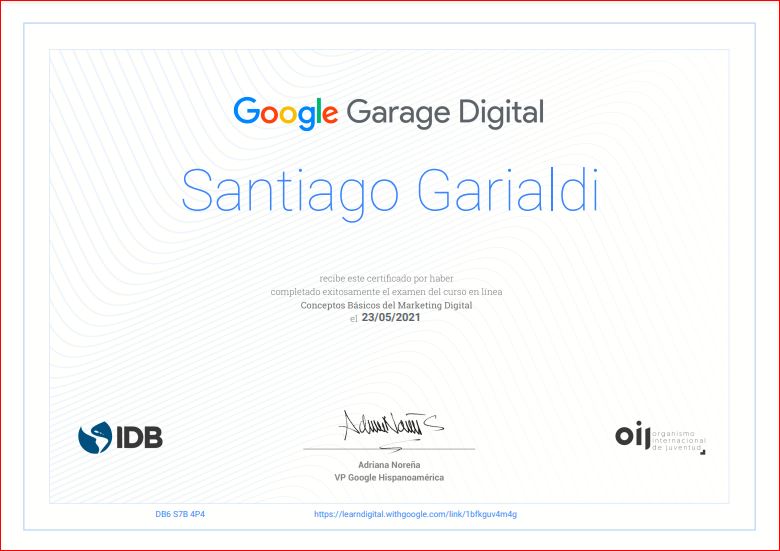 Google Garage Digital
Santiago Garialdi
recibe este certificado por haber
completado exitosamente el examen del curso en línea
Conceptos Básicos del Marketing Digital
el 23/05/2021
IDB
oij organismo
internacional
de juventud
Adriana Noreña
VP Google Hispanoamérica
DB6 S7B 4P4
https://learndigital.withgoogle.com/link/1bfkguv4m4g